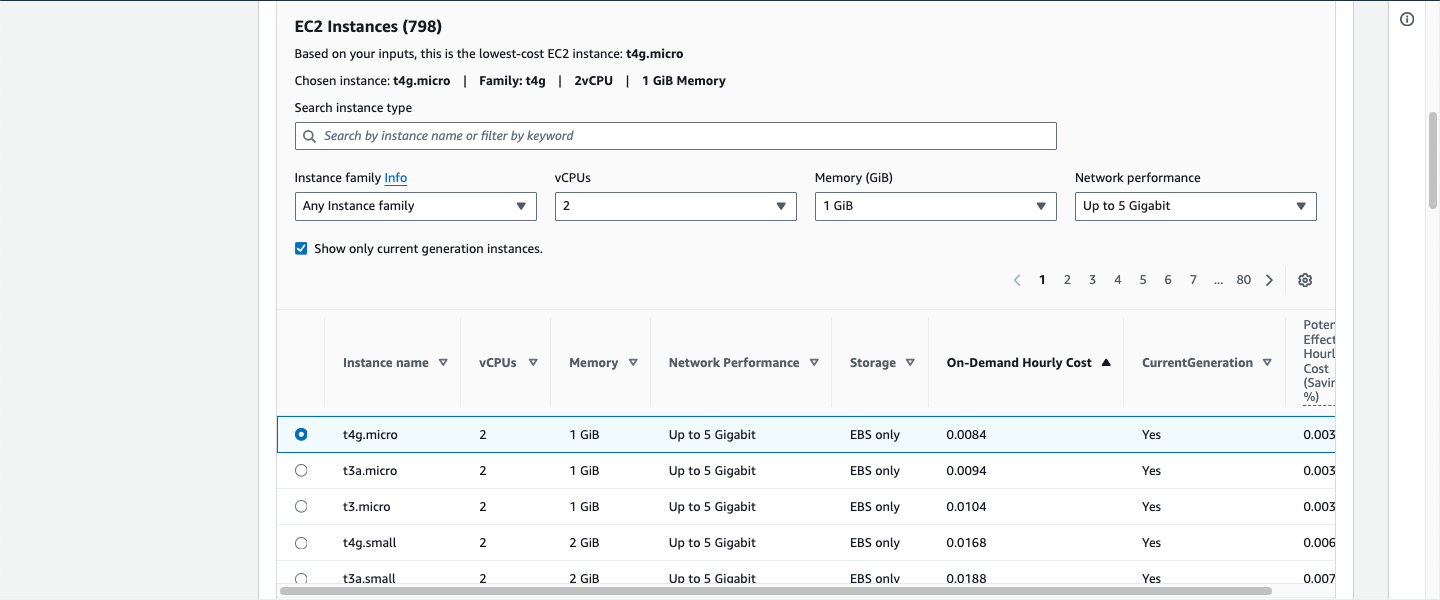 EC2 Instances (798)
Based on your inputs, this is the lowest-cost EC2 instance: t4g.micro
Chosen instance: t4g.micro | Family: t4g | 2vCPU | 1 GiB Memory
Search instance type
Search by instance name or filter by keyword
Instance family Info vCPUs Memory (GiB) Network performance
Any Instance family 2 1 GiB Up to 5 Gigabit
Show only current generation instances.
1 2 3 4 5 6 7 ... 80
Instance name vCPUs Memory Network Performance Storage On-Demand Hourly Cost CurrentGeneration
Cost
%)
t4g.micro 2 1 GiB Up to 5 Gigabit EBS only 0.0084 Yes 0.003
t3a.micro 2 1 GiB Up to 5 Gigabit EBS only 0.0094 Yes 0.003
t3.micro 2 1 GiB Up to 5 Gigabit EBS only 0.0104 Yes 0.003
t4g.small 2 2 GiB Up to 5 Gigabit EBS only 0.0168 Yes 0.006
t3a.small 2 2 GiB Up to 5 Gigabit EBS only 0.0188 Yes 0.007